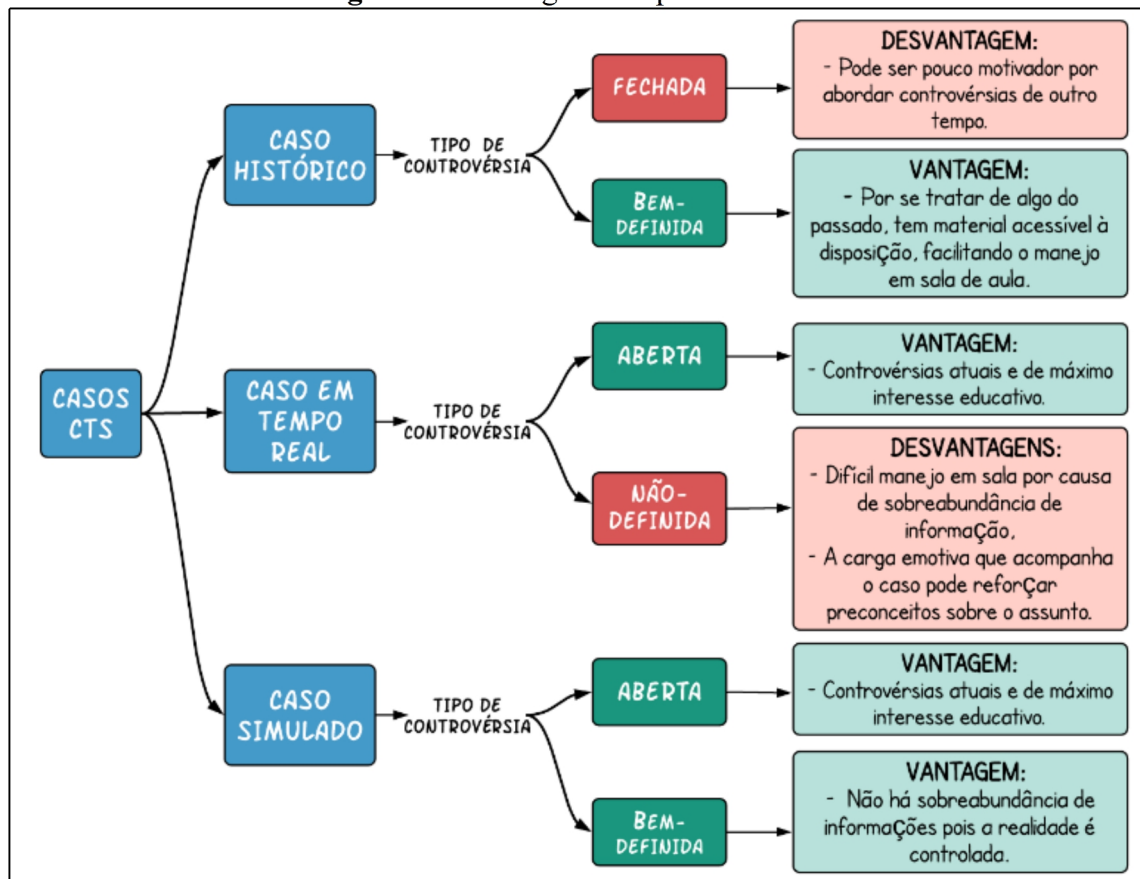 CASOS
CTS
CASO
HISTÓRICO
TIPO DE
CONTROVÉRSIA
FECHADA
DESVANTAGEM:
- Pode ser pouco motivador por
abordar controvérsias de outro
tempo.
BEM-
DEFINIDA
VANTAGEM:
- Por se tratar de algo do
passado, tem material acessível à
disposição, facilitando o manejo
em sala de aula.
CASO EM
TEMPO
REAL
TIPO DE
CONTROVÉRSIA
ABERTA
VANTAGEM:
- Controvérsias atuais e de máximo
interesse educativo.
NÃO-
DEFINIDA
DESVANTAGENS:
- Difícil manejo em sala por causa
de sobreabundância de
informação,
- A carga emotiva que acompanha
o caso pode reforçar
preconceitos sobre o assunto.
CASO
SIMULADO
TIPO DE
CONTROVÉRSIA
ABERTA
VANTAGEM:
- Controvérsias atuais e de máximo
interesse educativo.
BEM-
DEFINIDA
VANTAGEM:
- Não há sobreabundância de
informações pois a realidade é
controlada.